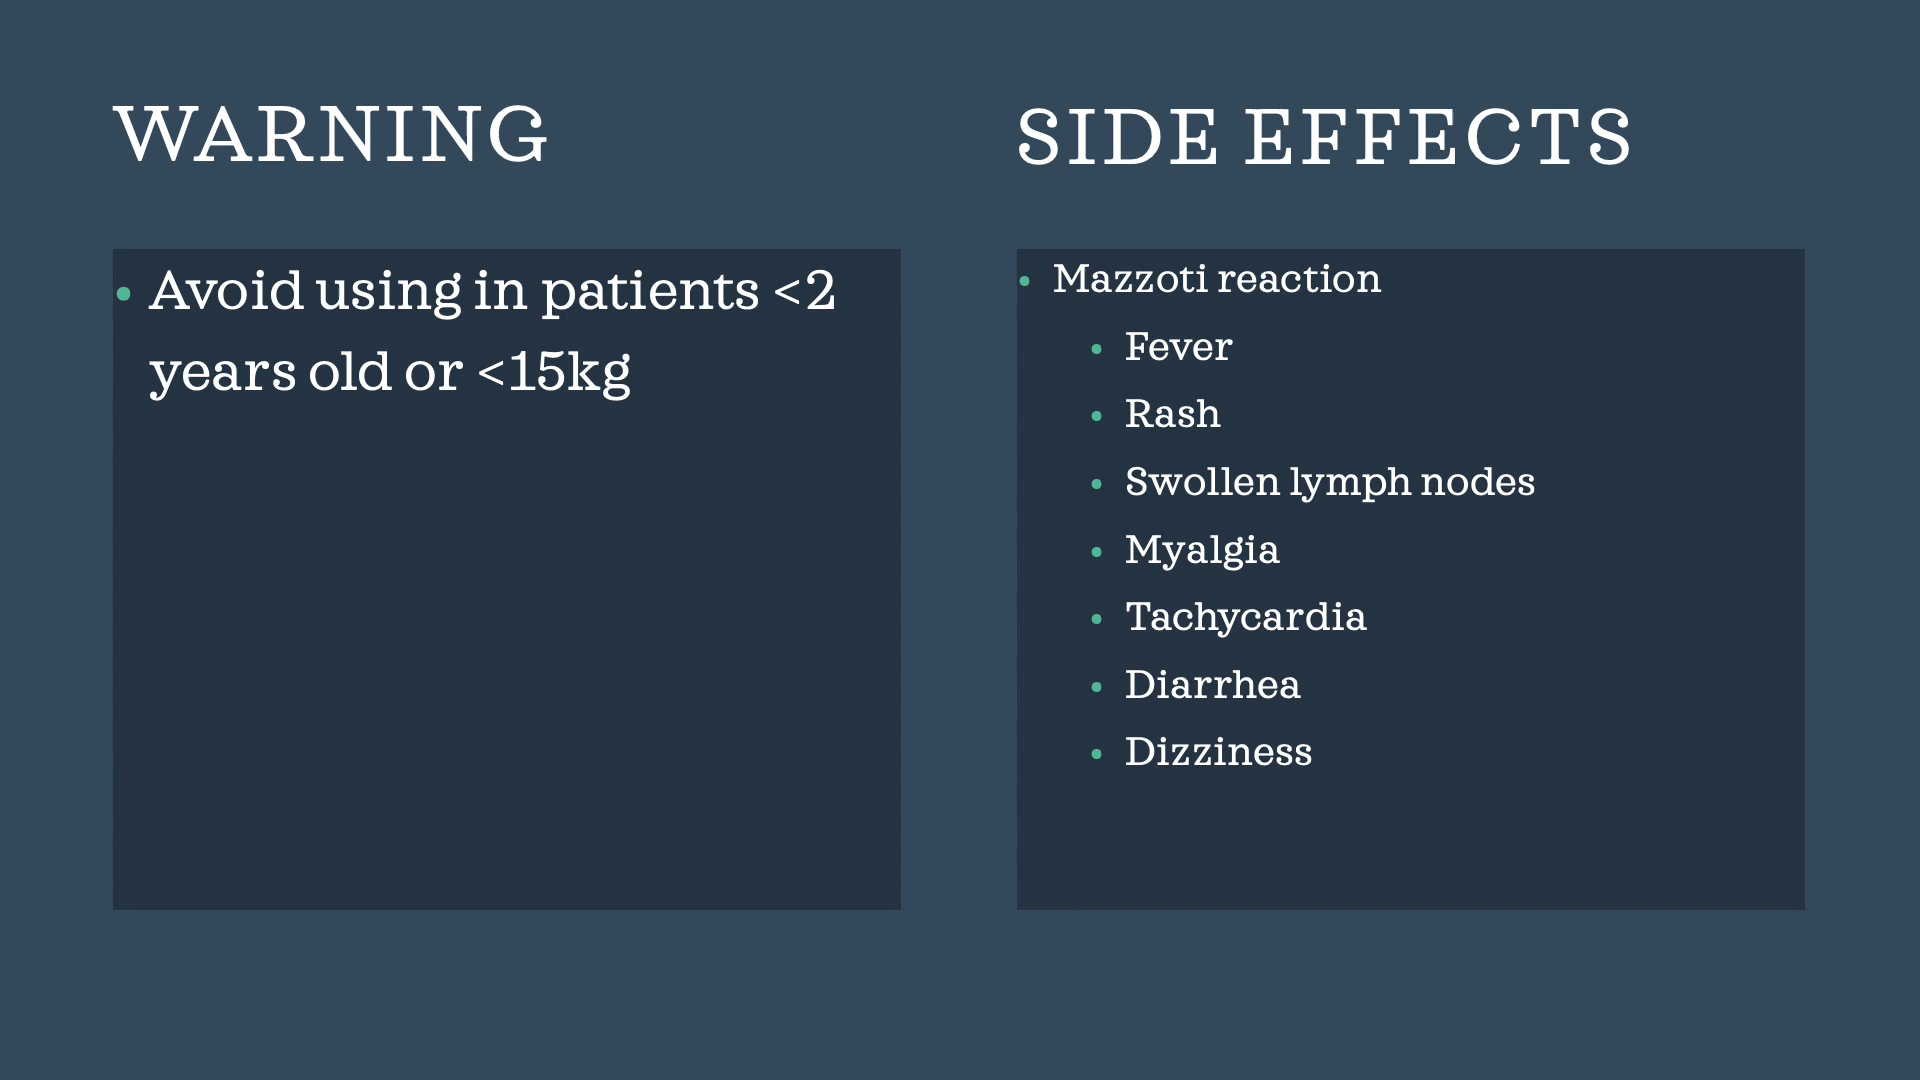 WARNING
• Avoid using in patients <2
years old or <15kg
SIDE EFFECTS
• Mazzoti reaction
• Fever
• Rash
• Swollen lymph nodes
• Myalgia
• Tachycardia
• Diarrhea
• Dizziness